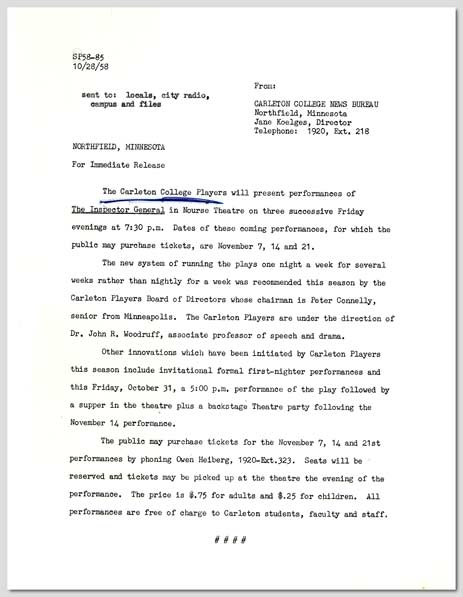 SP58-85
10/28/58
sent to: locals, city radio,
campus and files
From:
CARLETON COLLEGE NEWS BUREAU
Northfield, Minnesota
Jane Koelges, Director
Telephone: 1920, Ext. 218
NORTHFIELD, MINNESOTA
For Immediate Release
The Carleton College Players will present performances of
The Inspector General in Nourse Theatre on three successive Friday
evenings at 7:30 p.m. Dates of these coming performances, for which the
public may purchase tickets, are November 7, 14 and 21.
The new system of running the plays one night a week for several
weeks rather than nightly for a week was recommended this season by the
Carleton Players Board of Directors whose chairman is Peter Connelly,
senior from Minneapolis. The Carleton Players are under the direction of
Dr. John R. Woodruff, associate professor of speech and drama.
Other innovations which have been initiated by Carleton Players
this season include invitational formal first-nighter performances and
this Friday, October 31, a 5:00 p.m. performance of the play followed by
a supper in the theatre plus a backstage Theatre party following the
November 14 performance.
The public may purchase tickets for the November 7, 14 and 21st
performances by phoning Owen Heiberg, 1920-Ext.323. Seats will be
reserved and tickets may be picked up at the theatre the evening of the
performance. The price is $.75 for adults and $.25 for children. All
performances are free of charge to Carleton students, faculty and staff.
####